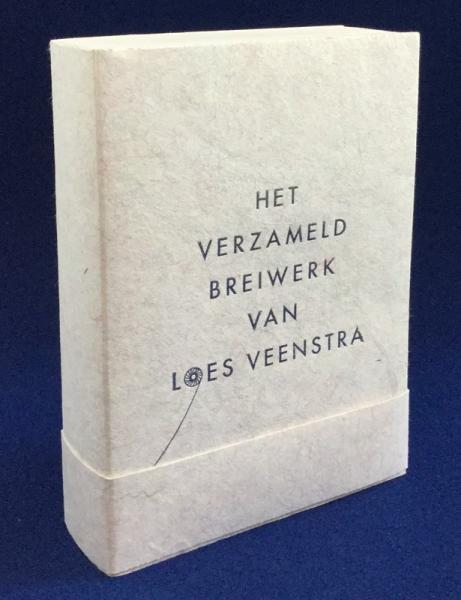 HET
VERZAMELD
BREIWERK
VAN
LOES VEENSTRA